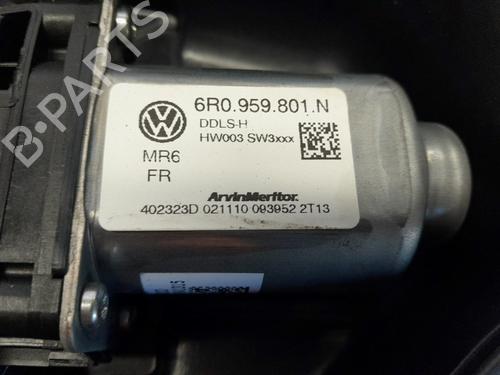 6R0.959.801.N
DDLS-H
HW003 SW3xxx
MR6
FR
ArvinMeritor.
402323D 021110 093952 2T13
B-PARTS